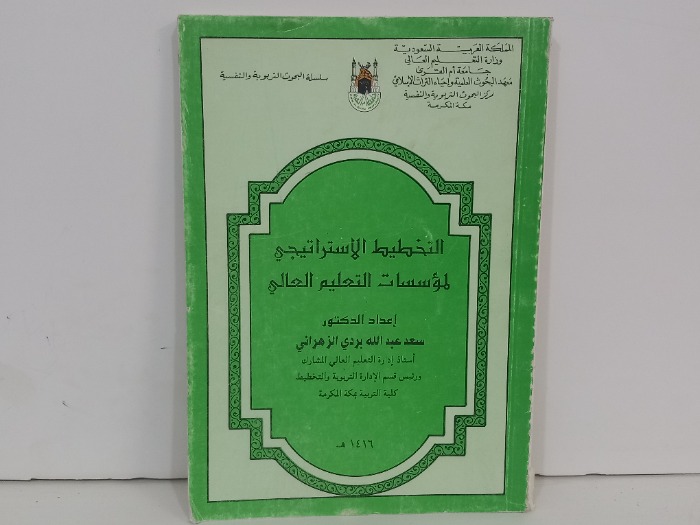 المملكة العربية السعودية
وزارة التعليم العالي
جامعة أم القرى
معهد البحوث العلمية وإحياء التراث الإسلامي
مركز البحوث التربوية والنفسية
مكة المكرمة
سلسلة البحوث التربوية والنفسية
التخطيط الاستراتيجي
لمؤسسات التعليم العالي
إعداد الدكتور
سعد عبد الله بردي الزهراني
أستاذ إدارة التعليم العالي المشارك
ورئيس قسم الإدارة التربوية والتخطيط
كلية التربية بمكة المكرمة
١٤١٦ هـ